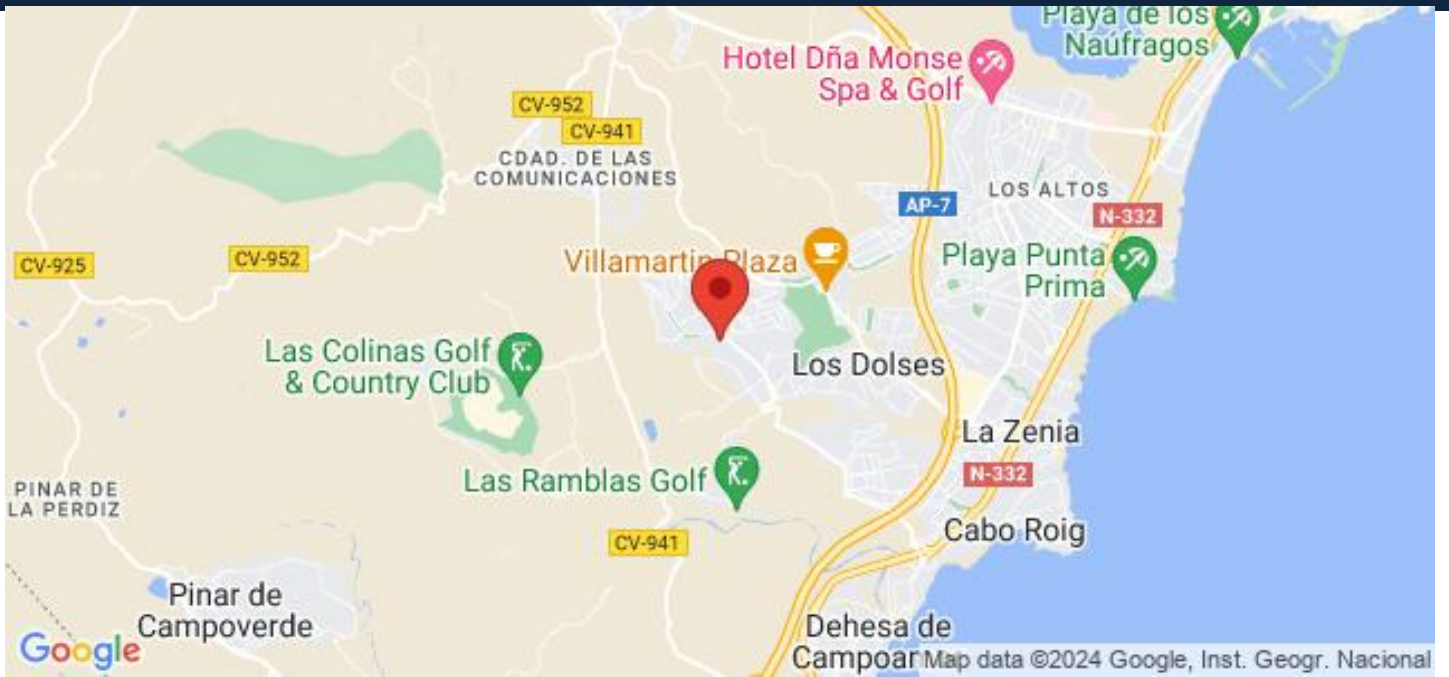 Playa de los
Naúfragos
Hotel Dña Monse
Spa & Golf
CV-952
CV-941
CDAD. DE LAS
COMUNICACIONES
LOS ALTOS
AP-7
N-332
CV-925
CV-952
Villamartin Plaza
Playa Punta
Prima
Las Colinas Golf
& Country Club
Los Dolses
La Zenia
N-332
Las Ramblas Golf
PINAR DE
LA PERDIZ
CV-941
Cabo Roig
Pinar de
Campoverde
Dehesa de
Campoar
Google
Map data ©2024 Google, Inst. Geogr. Nacional